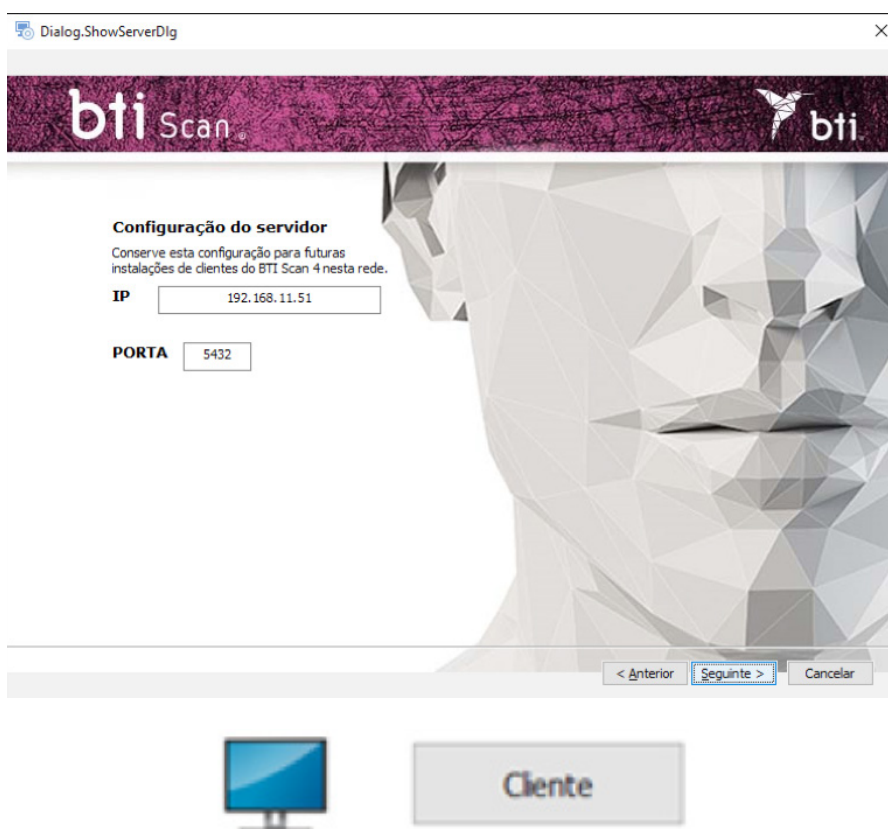 Dialog.ShowServerDlg
bti Scan ®
bti
Configuração do servidor
Conserve esta configuração para futuras
instalações de clientes do BTI Scan 4 nesta rede.
IP 192.168.11.51
PORTA 5432
< Anterior Seguinte > Cancelar
Cliente